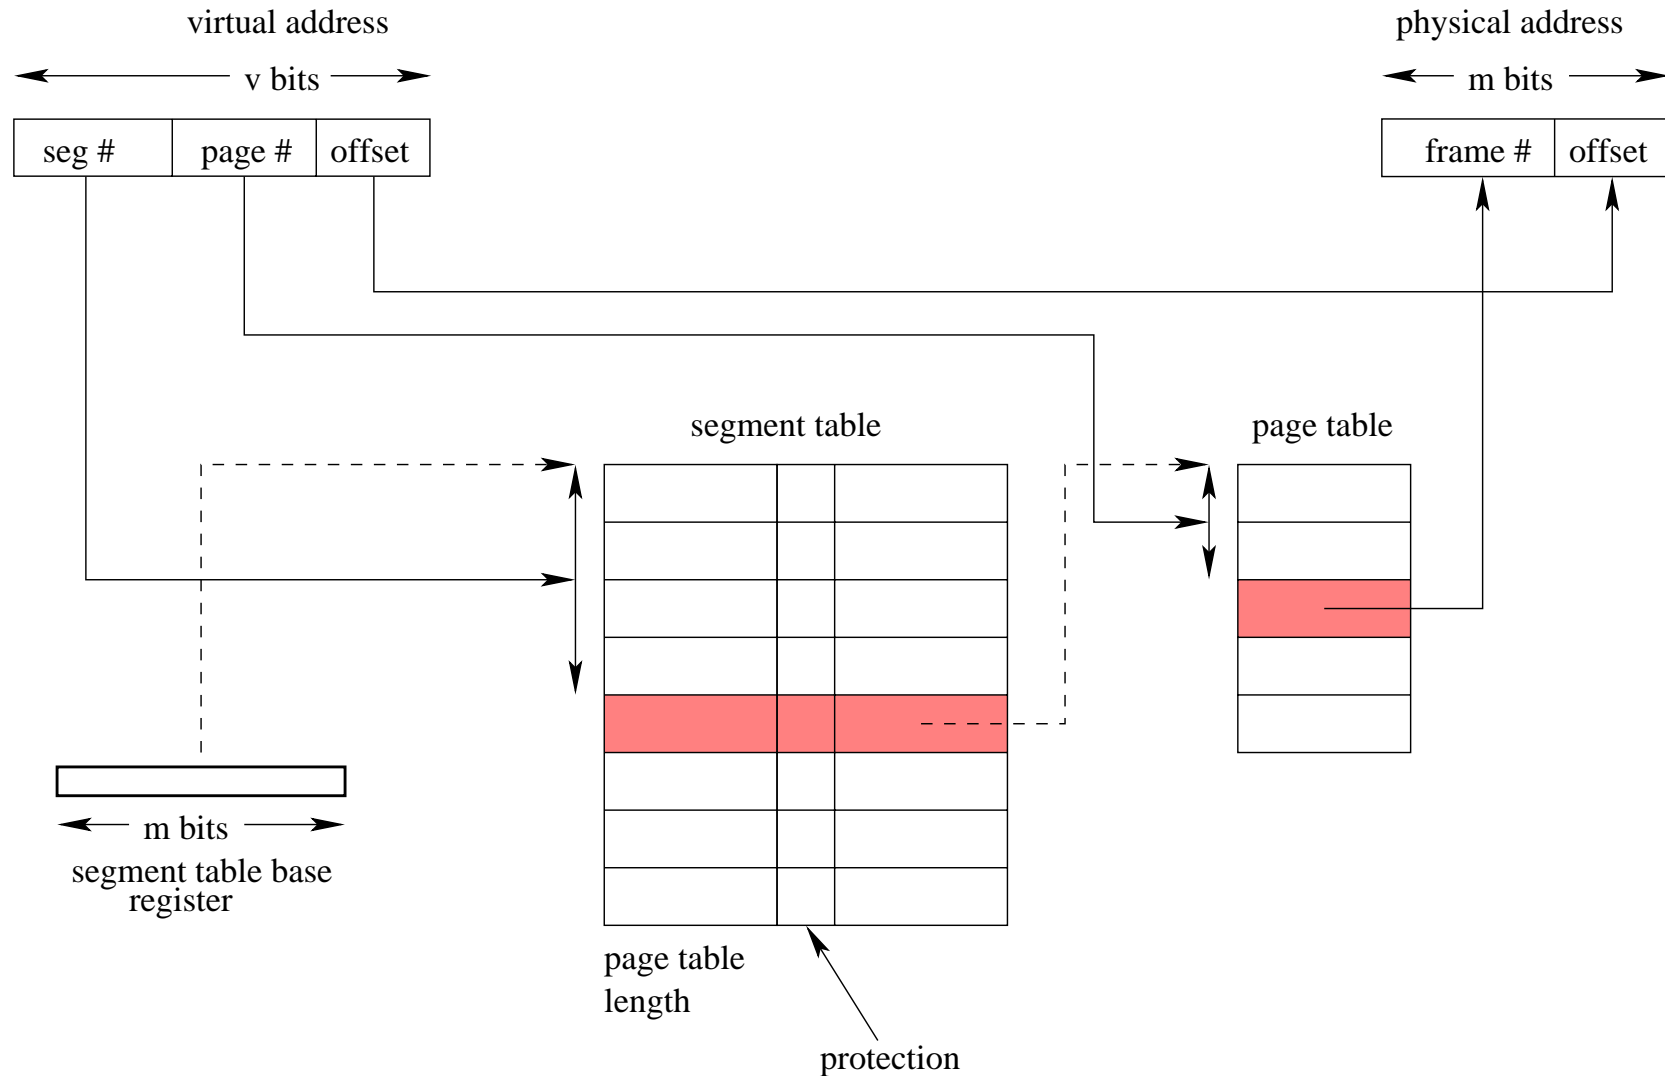 virtual address
physical address
v bits
m bits
seg #
page #
offset
frame #
offset
segment table
page table
m bits
segment table base
register
page table
length
protection